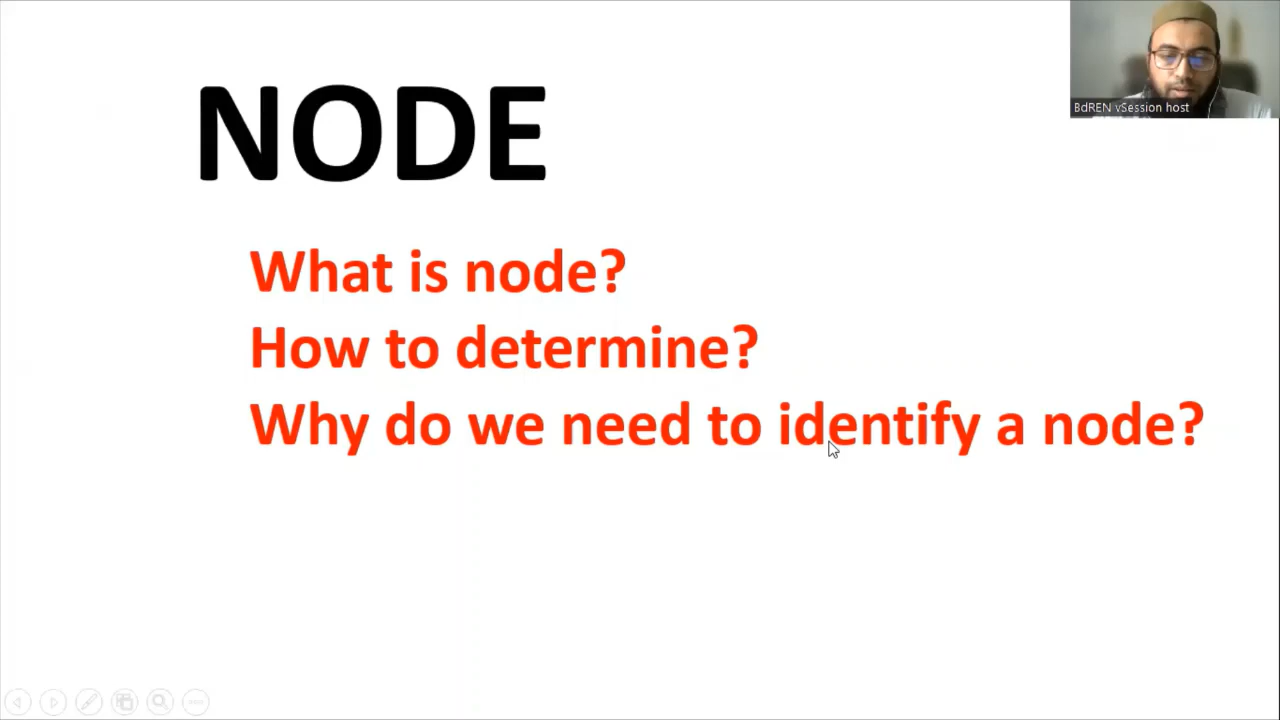 NODE
BdREN vSession host
What is node?
How to determine?
Why do we need to identify a node?